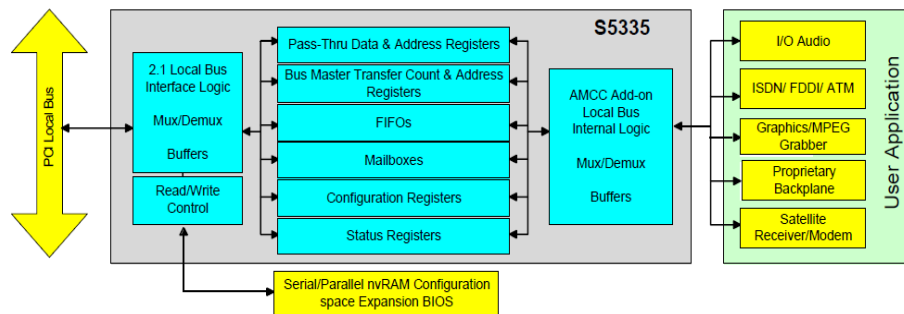 S5335
PCI Local Bus
2.1 Local Bus
Interface Logic
Mux/Demux
Buffers
Read/Write
Control
Pass-Thru Data & Address Registers
Bus Master Transfer Count & Address
Registers
FIFOs
Mailboxes
Configuration Registers
Status Registers
AMCC Add-on
Local Bus
Internal Logic
Mux/Demux
Buffers
I/O Audio
ISDN/ FDDI/ ATM
Graphics/MPEG
Grabber
Proprietary
Backplane
Satellite
Receiver/Modem
User Application
Serial/Parallel nvRAM Configuration
space Expansion BIOS